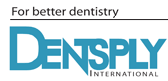 For better dentistry
DENTSPLY
INTERNATIONAL